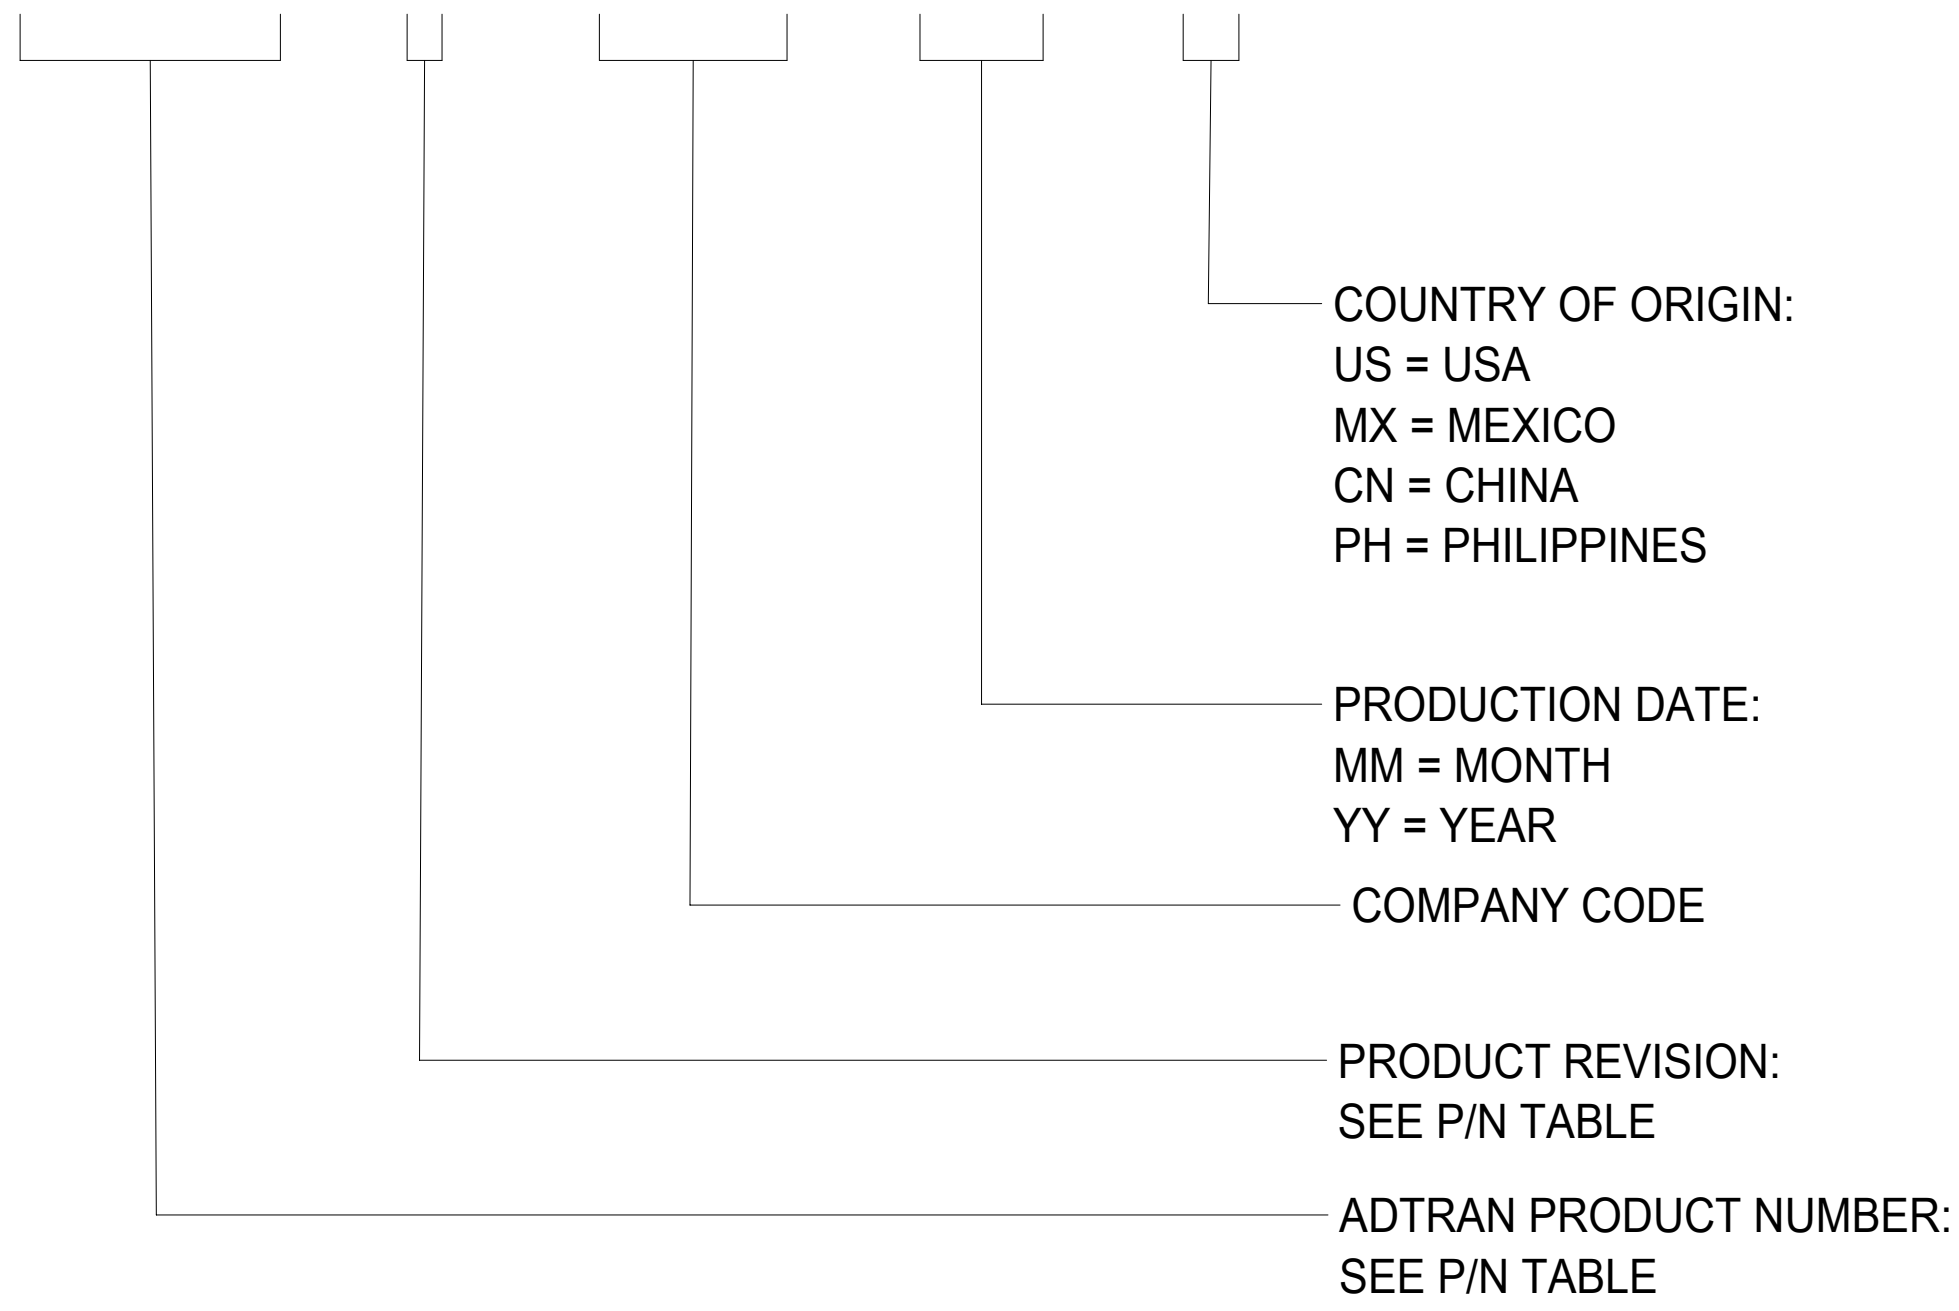 COUNTRY OF ORIGIN:
US = USA
MX = MEXICO
CN = CHINA
PH = PHILIPPINES
PRODUCTION DATE:
MM = MONTH
YY = YEAR
COMPANY CODE
PRODUCT REVISION:
SEE P/N TABLE
ADTRAN PRODUCT NUMBER:
SEE P/N TABLE